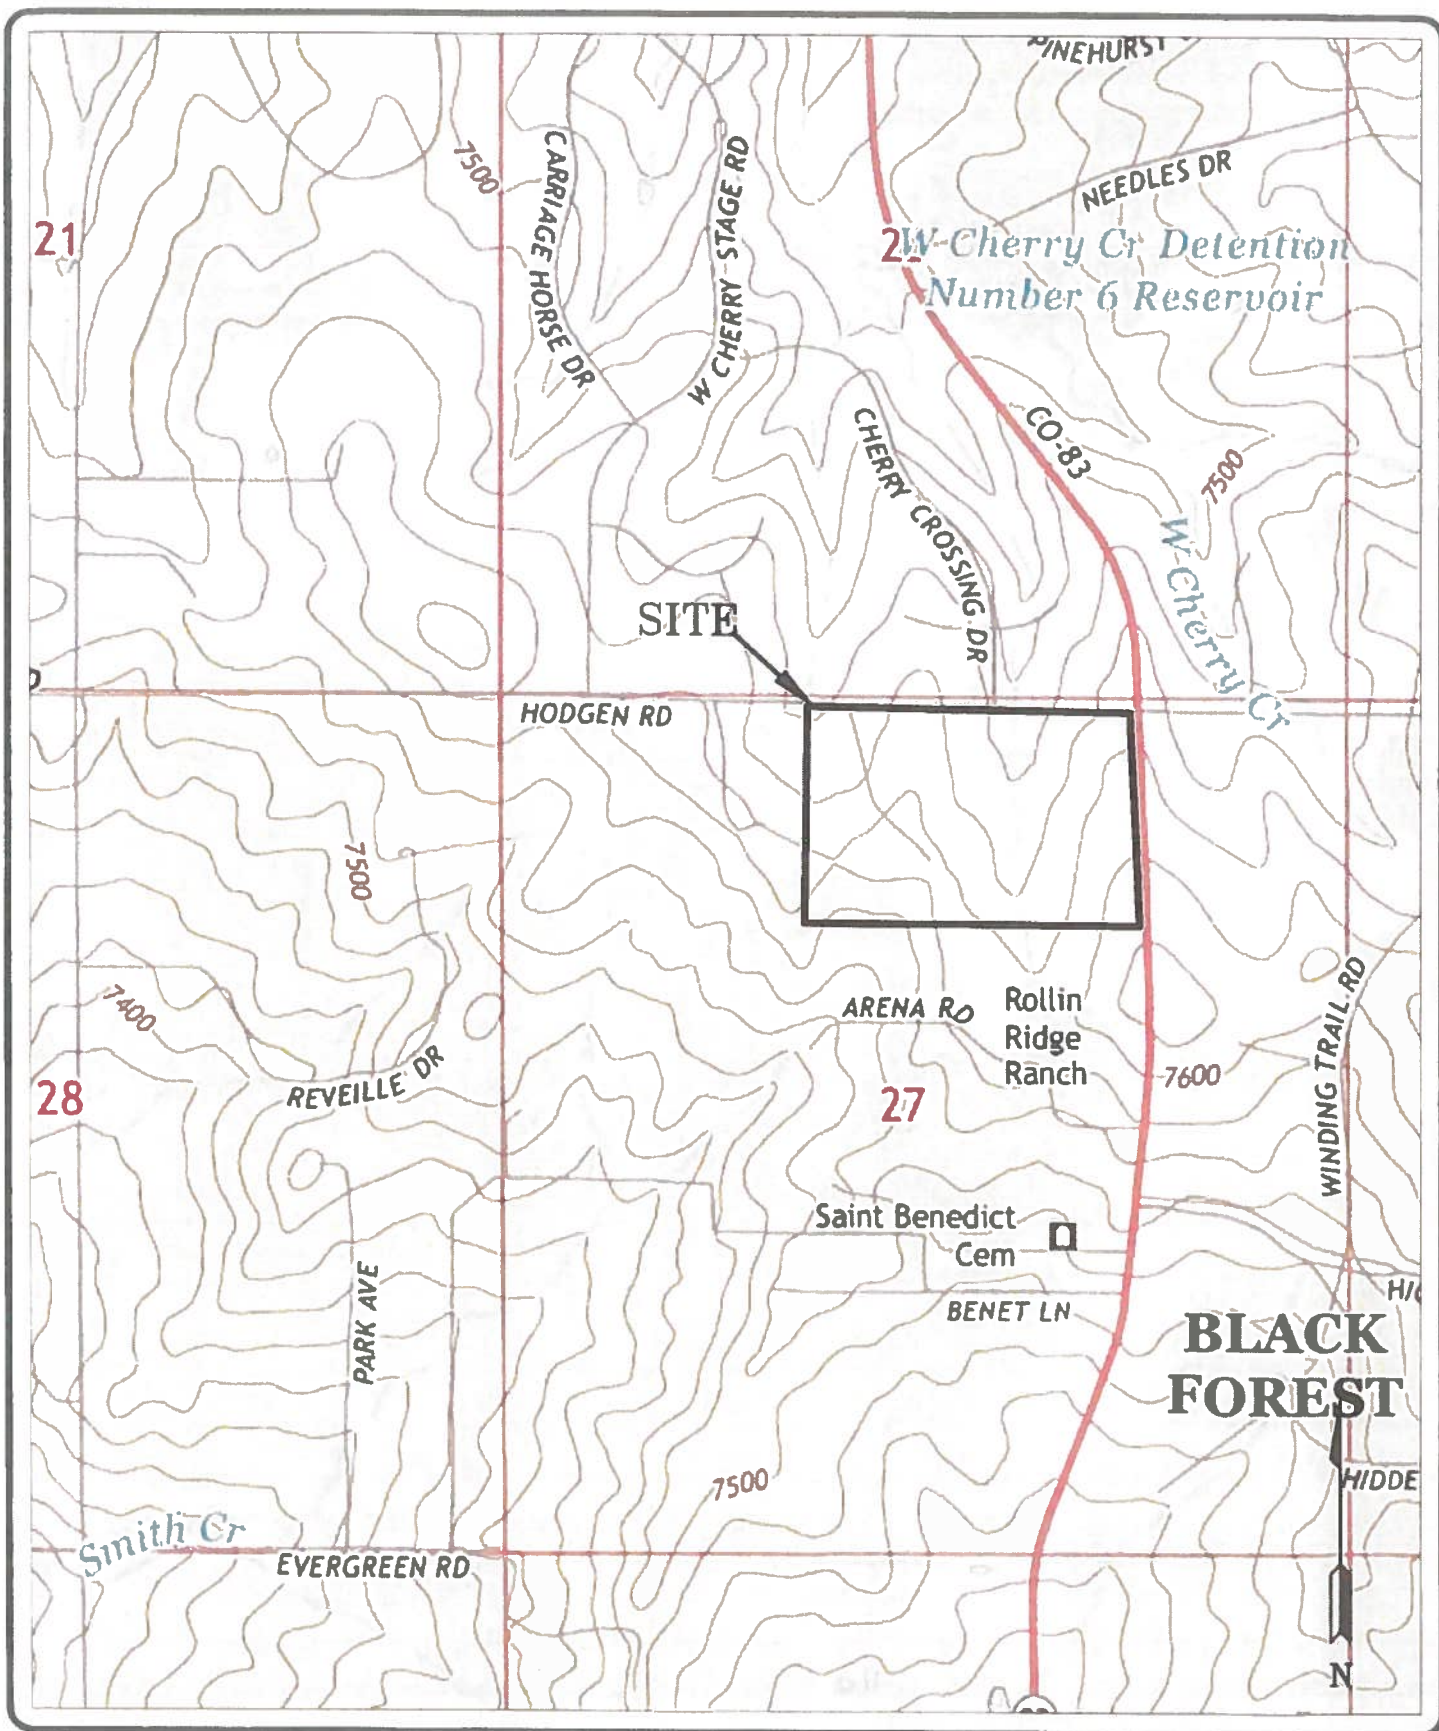 PINEHURST
7500
CARRIAGE HORSE DR
W CHERRY STAGE RD
NEEDLES DR
21
W Cherry Cr Detention
Number 6 Reservoir
CHERRY CROSSING DR
CO-83
7500
W Cherry Cr
SITE
HODGEN RD
7500
7400
REVEILLE DR
28
ARENA RD
Rollin
Ridge
Ranch
27
7600
WINDING TRAIL RD
Saint Benedict
Cem
BENET LN
PARK AVE
BLACK
FOREST
HIDDE
7500
Smith Cr
EVERGREEN RD
N